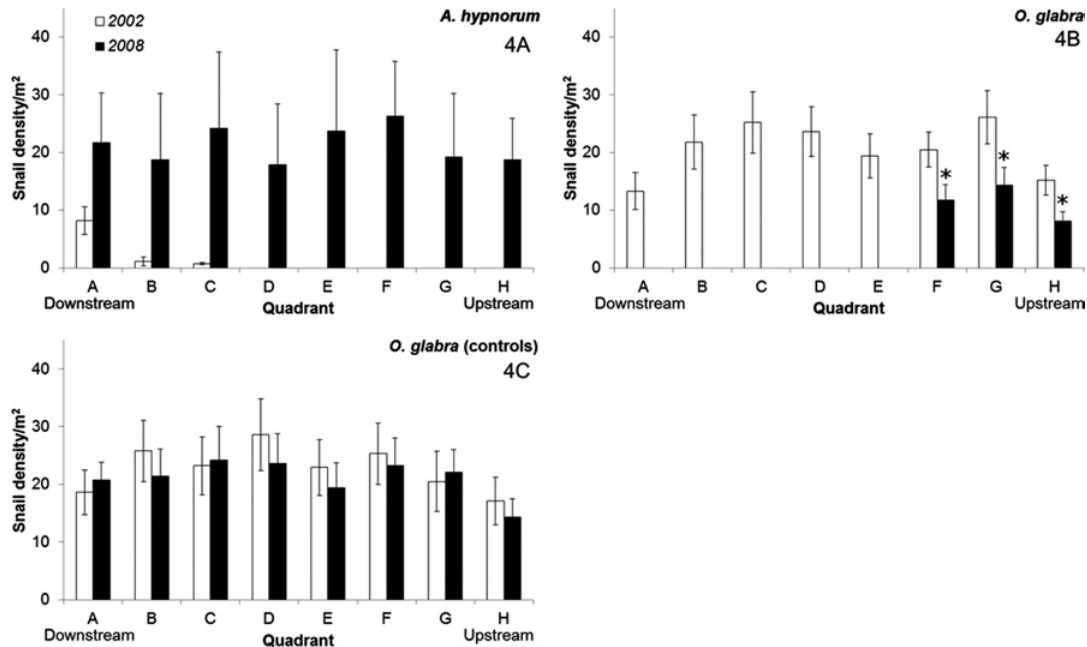 A. hypnorum
4A
2002
2008
Snail density/m²
40
30
20
10
0
A B C D E F G H
Downstream Quadrant Upstream
O. glabra
4B
Snail density/m²
40
30
20
10
0
* * *
A B C D E F G H
Downstream Quadrant Upstream
O. glabra (controls)
4C
Snail density/m²
40
30
20
10
0
A B C D E F G H
Downstream Quadrant Upstream